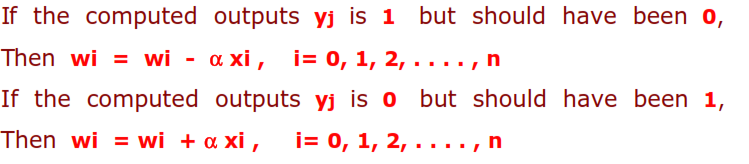 If the computed outputs yj is 1 but should have been 0,
Then wi = wi - α xi , i= 0, 1, 2, . . . . , n
If the computed outputs yj is 0 but should have been 1,
Then wi = wi + α xi , i= 0, 1, 2, . . . . , n